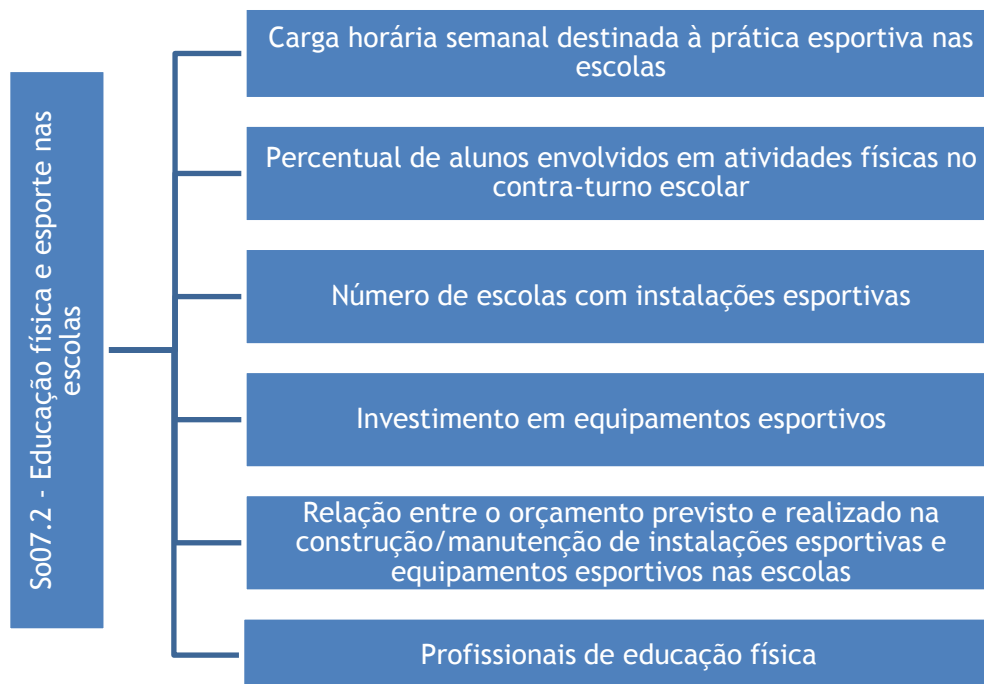 So07.2 - Educação física e esporte nas
escolas
Carga horária semanal destinada à prática esportiva nas
escolas
Percentual de alunos envolvidos em atividades físicas no
contra-turno escolar
Número de escolas com instalações esportivas
Investimento em equipamentos esportivos
Relação entre o orçamento previsto e realizado na
construção/manutenção de instalações esportivas e
equipamentos esportivos nas escolas
Profissionais de educação física